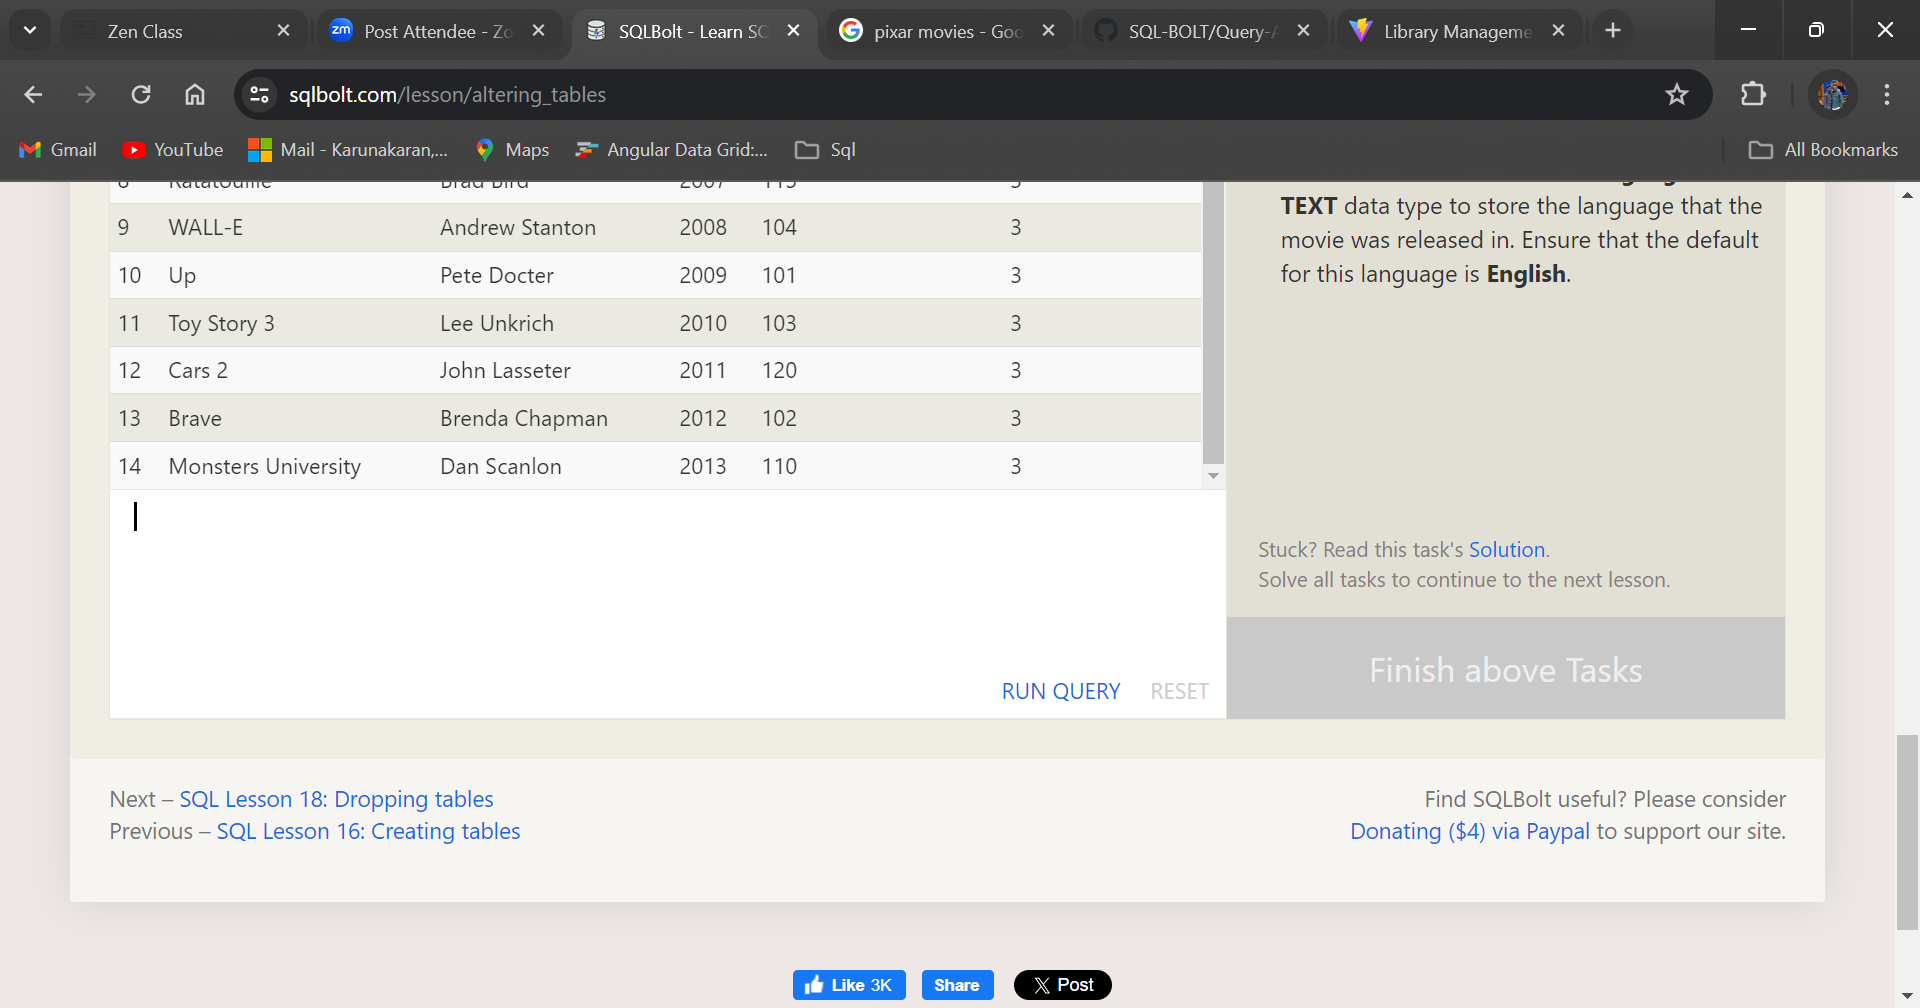 Zen Class
Post Attendee - Zo
SQLBolt - Learn SC
pixar movies - Goo
SQL-BOLT/Query-A
Library Manageme
sqlbolt.com/lesson/altering_tables
Gmail
YouTube
Mail - Karunakaran,...
Maps
Angular Data Grid:...
Sql
All Bookmarks
8 Ratatouille Brad Bird 2007 115 3
9 WALL-E Andrew Stanton 2008 104 3
10 Up Pete Docter 2009 101 3
11 Toy Story 3 Lee Unkrich 2010 103 3
12 Cars 2 John Lasseter 2011 120 3
13 Brave Brenda Chapman 2012 102 3
14 Monsters University Dan Scanlon 2013 110 3
RUN QUERY RESET
TEXT data type to store the language that the
movie was released in. Ensure that the default
for this language is English.
Stuck? Read this task's Solution.
Solve all tasks to continue to the next lesson.
Finish above Tasks
Next – SQL Lesson 18: Dropping tables
Previous – SQL Lesson 16: Creating tables
Find SQLBolt useful? Please consider
Donating ($4) via Paypal to support our site.
Like 3K
Share
Post